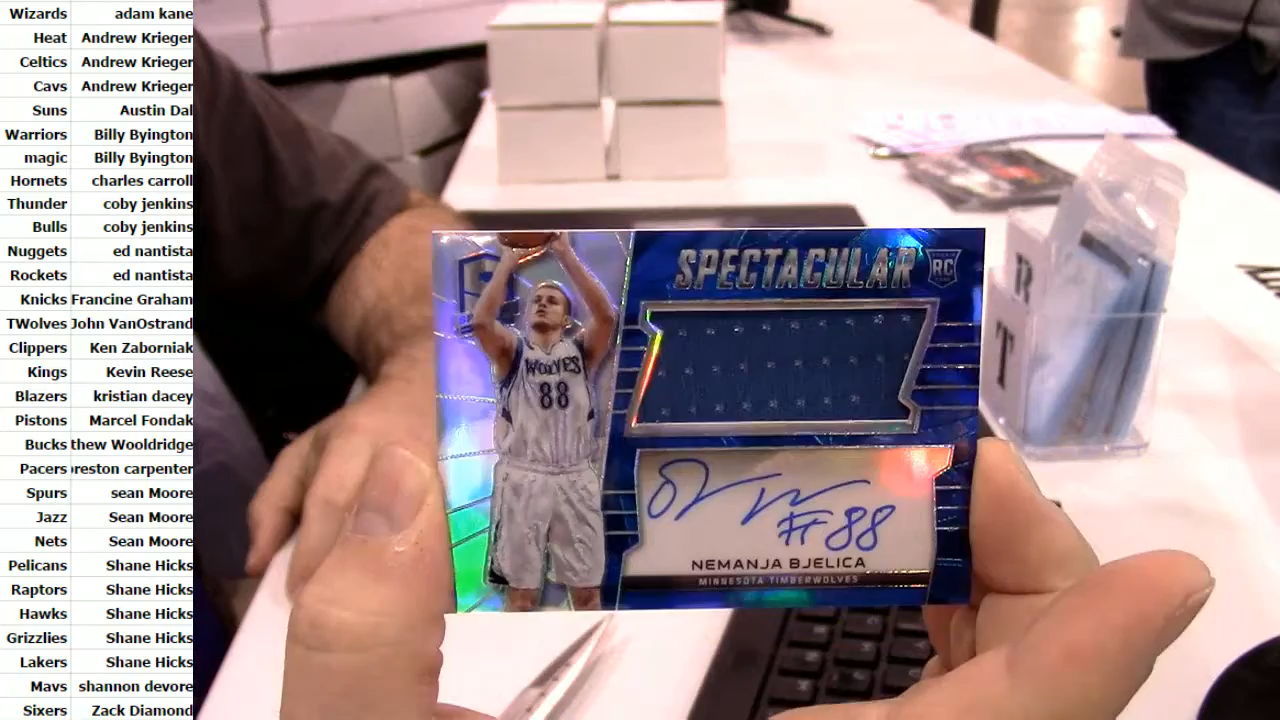 Wizards adam kane
Heat Andrew Krieger
Celtics Andrew Krieger
Cavs Andrew Krieger
Suns Austin Dal
Warriors Billy Byington
magic Billy Byington
Hornets charles carroll
Thunder coby jenkins
Bulls coby jenkins
Nuggets ed nantista
Rockets ed nantista
Knicks Francine Graham
TWolves John VanOstrand
Clippers Ken Zaborniak
Kings Kevin Reese
Blazers kristian dacey
Pistons Marcel Fondak
Bucks thew Wooldridge
Pacers reston carpenter
Spurs sean Moore
Jazz Sean Moore
Nets Sean Moore
Pelicans Shane Hicks
Raptors Shane Hicks
Hawks Shane Hicks
Grizzlies Shane Hicks
Lakers Shane Hicks
Mavs shannon devore
Sixers Zack Diamond
SPECTACULAR
RC
WOLVES
88
#88
NEMANJA BJELICA
MINNESOTA TIMBERWOLVES
R
T